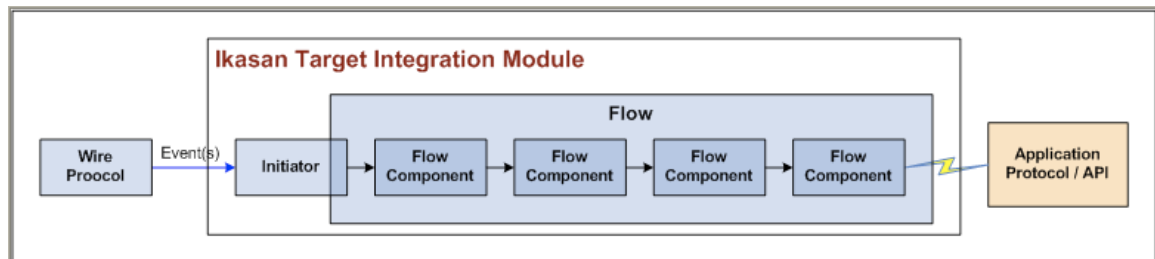 Ikasan Target Integration Module
Flow
Wire
Proocol
Event(s)
Initiator
Flow
Component
Flow
Component
Flow
Component
Flow
Component
Application
Protocol / API